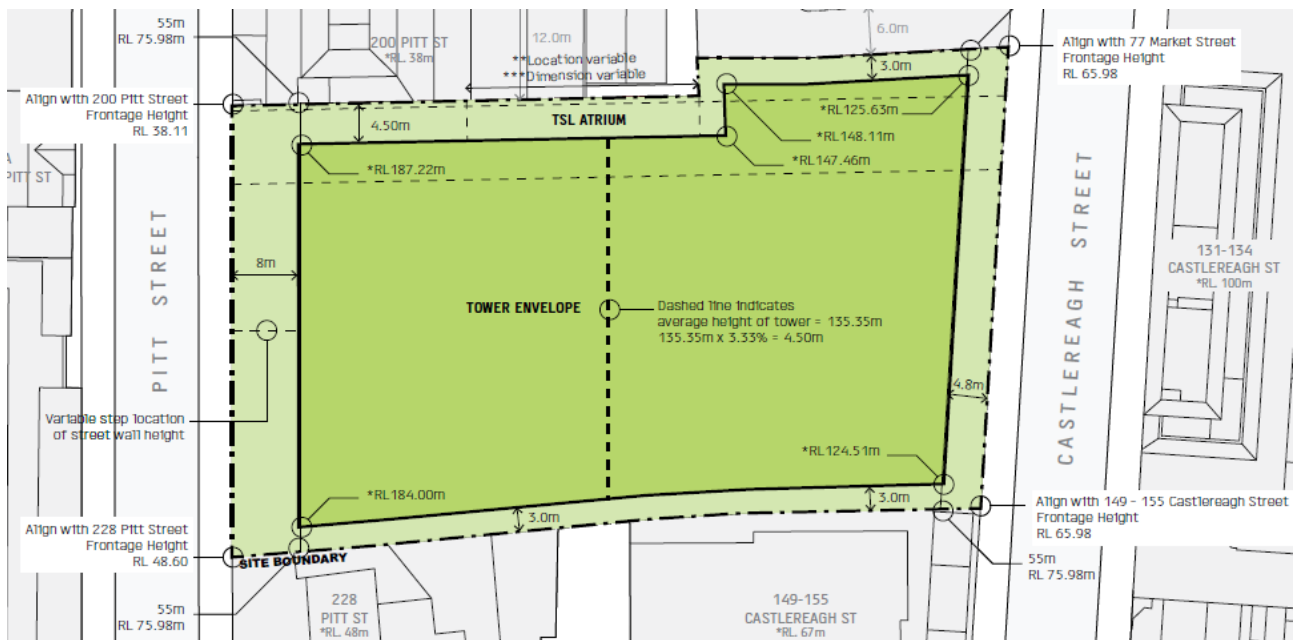 55m
RL 75.98m
200 PITT ST
*RL 38m
12.0m
**Location variable
***Dimension variable
6.0m
3.0m
Align with 77 Market Street
Frontage Height
RL 65.98
Align with 200 Pitt Street
Frontage Height
RL 38.11
4.50m
TSL ATRIUM
*RL125.63m
*RL148.11m
*RL147.46m
*RL187.22m
A
PITT ST
PITT STREET
8m
TOWER ENVELOPE
Dashed line indicates
average height of tower = 135.35m
135.35m x 3.33% = 4.50m
CASTLEREAGH STREET
131-134
CASTLEREAGH ST
*RL 100m
4.8m
Variable step location
of street wall height
*RL124.51m
*RL184.00m
3.0m
3.0m
Align with 149 - 155 Castlereagh Street
Frontage Height
RL 65.98
Align with 228 Pitt Street
Frontage Height
RL 48.60
SITE BOUNDARY
55m
RL 75.98m
55m
RL 75.98m
228
PITT ST
*RL 48m
149-155
CASTLEREAGH ST
*RL 67m